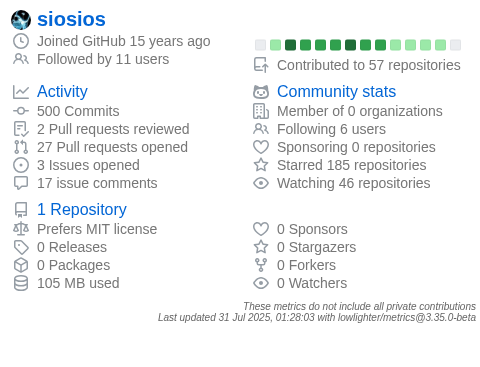 siosios
Joined GitHub 15 years ago
Followed by 11 users
Contributed to 57 repositories
Activity
500 Commits
2 Pull requests reviewed
27 Pull requests opened
3 Issues opened
17 issue comments
Community stats
Member of 0 organizations
Following 6 users
Sponsoring 0 repositories
Starred 185 repositories
Watching 46 repositories
1 Repository
Prefers MIT license
0 Releases
0 Packages
105 MB used
0 Sponsors
0 Stargazers
0 Forkers
0 Watchers
These metrics do not include all private contributions
Last updated 31 Jul 2025, 01:28:03 with lowlighter/metrics@3.35.0-beta